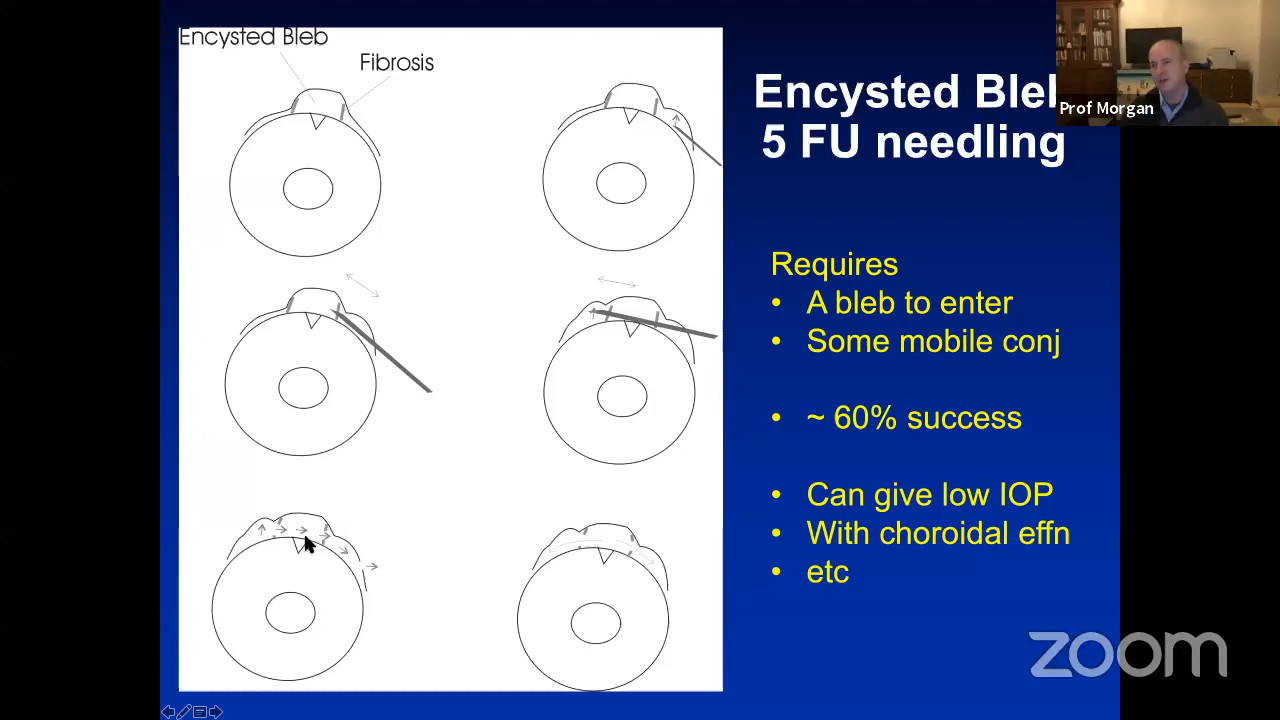 Encysted Bleb
Fibrosis
Encysted Bleb
5 FU needling
Prof Morgan
Requires
• A bleb to enter
• Some mobile conj
• ~ 60% success
• Can give low IOP
• With choroidal effn
• etc
zoom